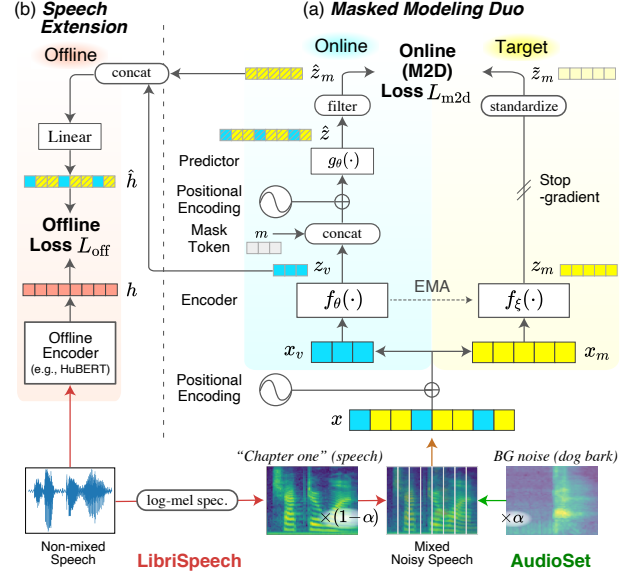 (b) Speech Extension
(a) Masked Modeling Duo
Offline
Online
Target
concat
ẑm
Online
(M2D)
Loss Lm2d
z̃m
filter
standardize
Linear
ẑ
ĥ
Predictor
gθ(·)
Positional
Encoding
Stop
-gradient
Offline
Loss Loff
Mask
Token
m
concat
zv
zm
h
Encoder
fθ(·)
EMA
fξ(·)
Offline
Encoder
(e.g., HuBERT)
xv
xm
Positional
Encoding
x
"Chapter one" (speech)
BG noise (dog bark)
log-mel spec.
×(1-α)
×α
Non-mixed
Speech
LibriSpeech
Mixed
Noisy Speech
AudioSet